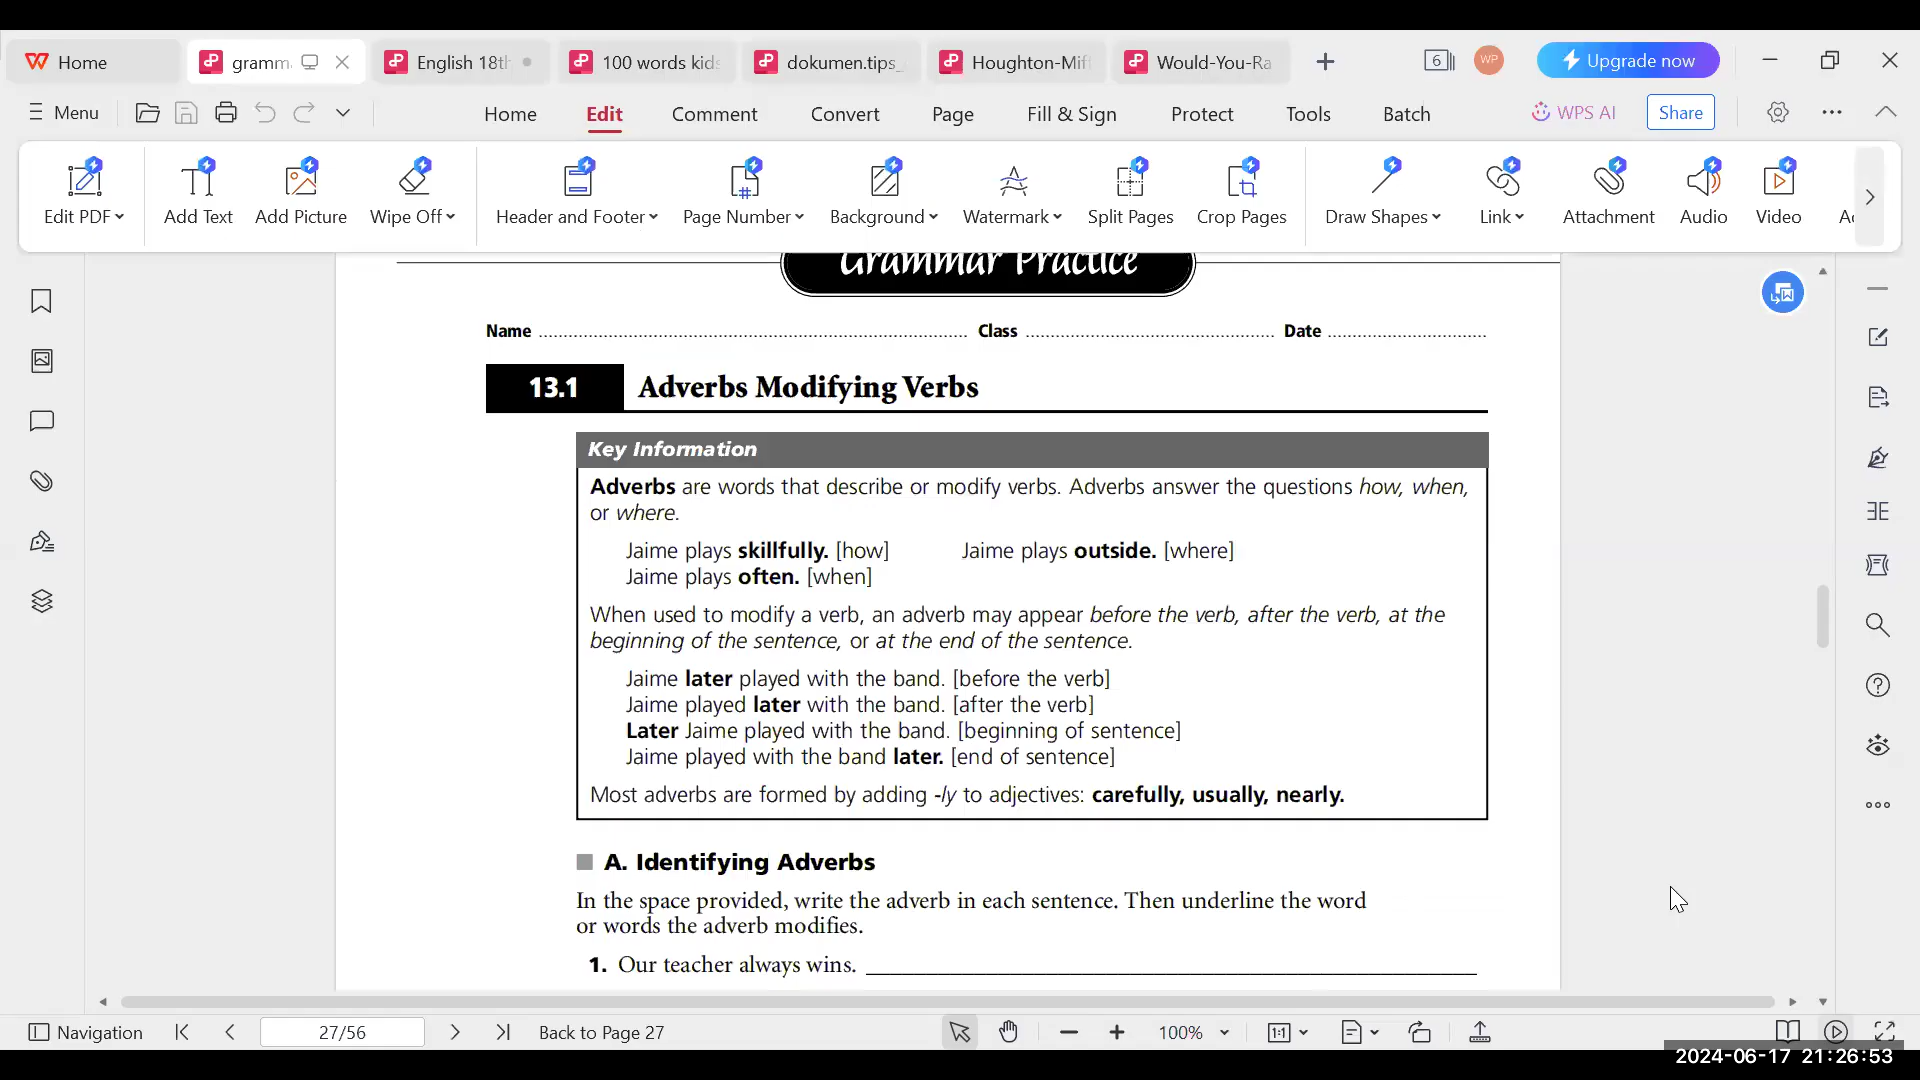 Home
gramma
English 18th
100 words kids
dokumen.tips_
Houghton-Miff
Would-You-Ra
6
WP
Upgrade now
Menu
Home Edit Comment Convert Page Fill & Sign Protect Tools Batch
WPS AI
Share
Edit PDF
Add Text
Add Picture
Wipe Off
Header and Footer
Page Number
Background
Watermark
Split Pages
Crop Pages
Draw Shapes
Link
Attachment
Audio
Video
Grammar Practice
Name Class Date
13.1 Adverbs Modifying Verbs
Key Information
Adverbs are words that describe or modify verbs. Adverbs answer the questions how, when,
or where.
Jaime plays skillfully. [how] Jaime plays outside. [where]
Jaime plays often. [when]
When used to modify a verb, an adverb may appear before the verb, after the verb, at the
beginning of the sentence, or at the end of the sentence.
Jaime later played with the band. [before the verb]
Jaime played later with the band. [after the verb]
Later Jaime played with the band. [beginning of sentence]
Jaime played with the band later. [end of sentence]
Most adverbs are formed by adding -ly to adjectives: carefully, usually, nearly.
A. Identifying Adverbs
In the space provided, write the adverb in each sentence. Then underline the word
or words the adverb modifies.
1. Our teacher always wins.
Navigation
27/56
Back to Page 27
100%
1:1
2024-06-17 21:26:53